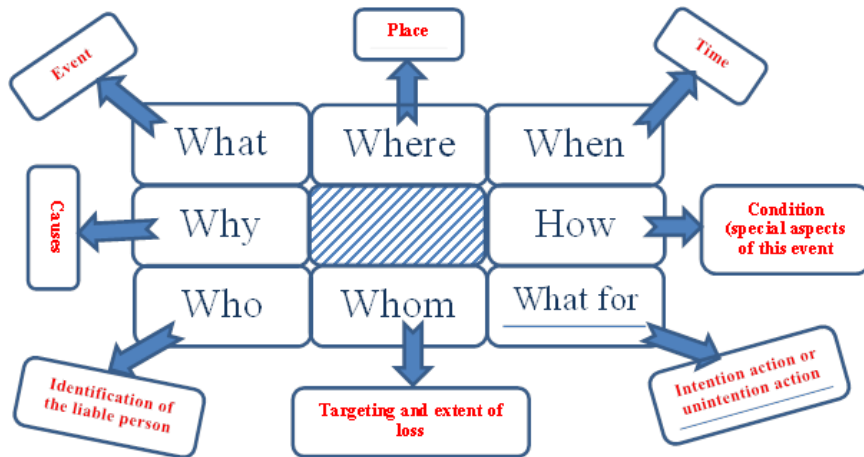 Event
Place
Time
What
Where
When
Causes
Why
How
Condition
(special aspects
of this event
Who
Whom
What for
Identification of
the liable person
Targeting and extent of
loss
Intention action or
unintention action